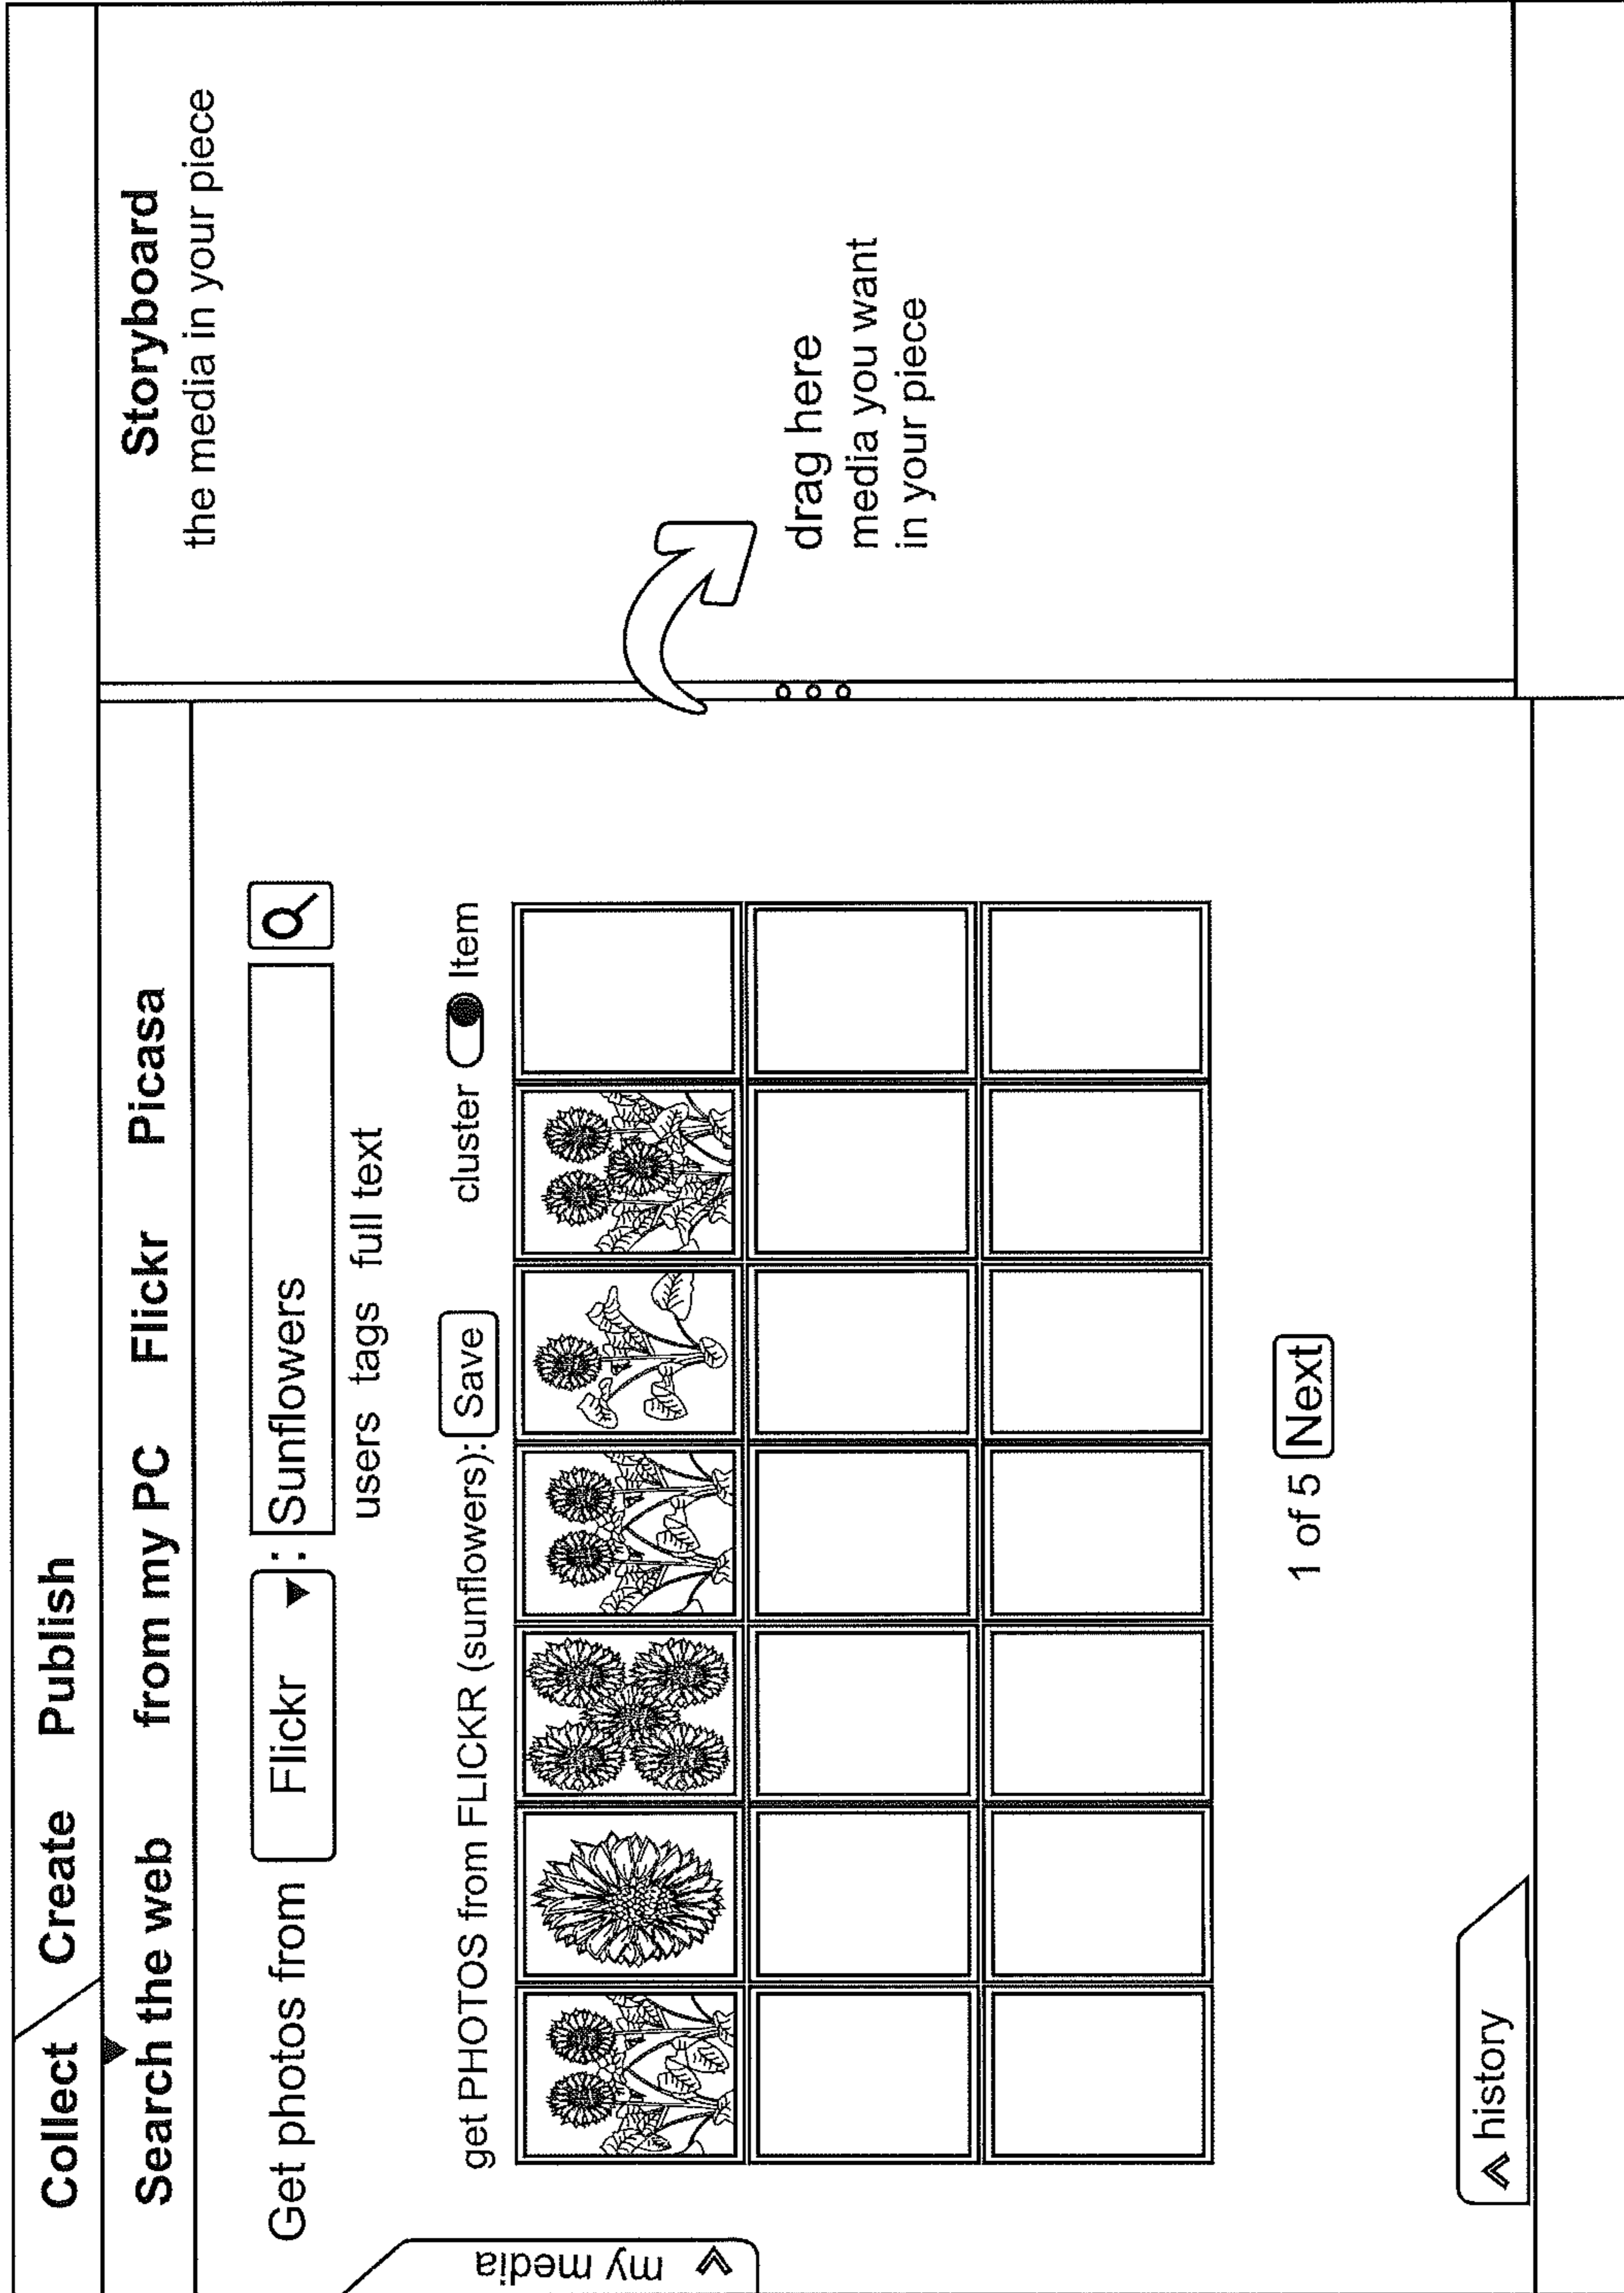 Collect Create Publish
Search the web from my PC Flickr Picasa
Storyboard
the media in your piece
Get photos from Flickr : Sunflowers
users tags full text
get PHOTOS from FLICKR (sunflowers): Save cluster Item
drag here
media you want
in your piece
my media
1 of 5 Next
history